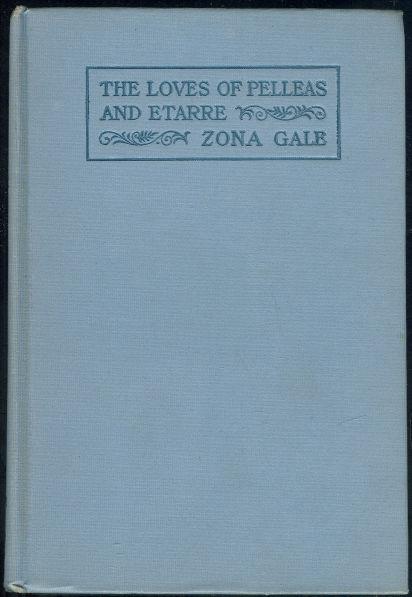 THE LOVES OF PELLEAS
AND ETARRE
ZONA GALE